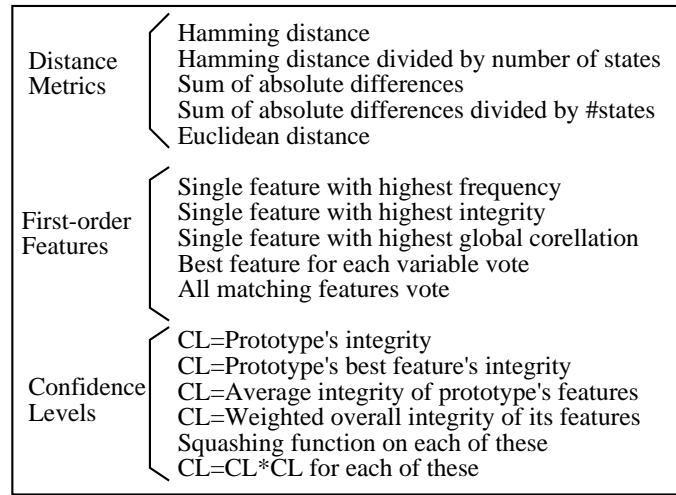 Distance
Metrics
Hamming distance
Hamming distance divided by number of states
Sum of absolute differences
Sum of absolute differences divided by #states
Euclidean distance
First-order
Features
Single feature with highest frequency
Single feature with highest integrity
Single feature with highest global corellation
Best feature for each variable vote
All matching features vote
Confidence
Levels
CL=Prototype's integrity
CL=Prototype's best feature's integrity
CL=Average integrity of prototype's features
CL=Weighted overall integrity of its features
Squashing function on each of these
CL=CL*CL for each of these